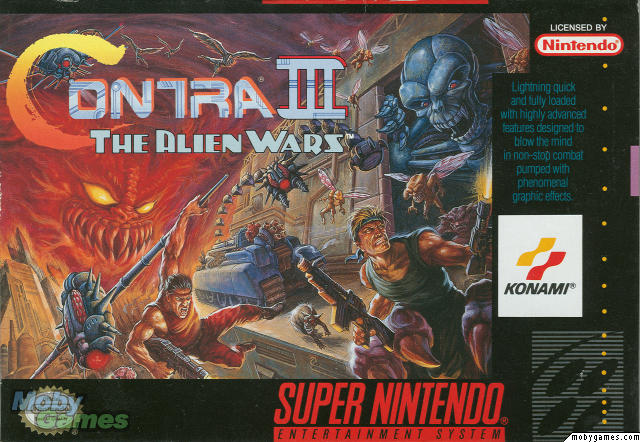 CONTRA III
THE ALIEN WARS™
LICENSED BY
Nintendo®
Lightning quick
and fully loaded
with highly advanced
features designed to
blow the mind
in non-stop combat
pumped with
phenomenal
graphic effects.
KONAMI®
SUPER NINTENDO®
ENTERTAINMENT SYSTEM
Moby
Games
mobygames.com